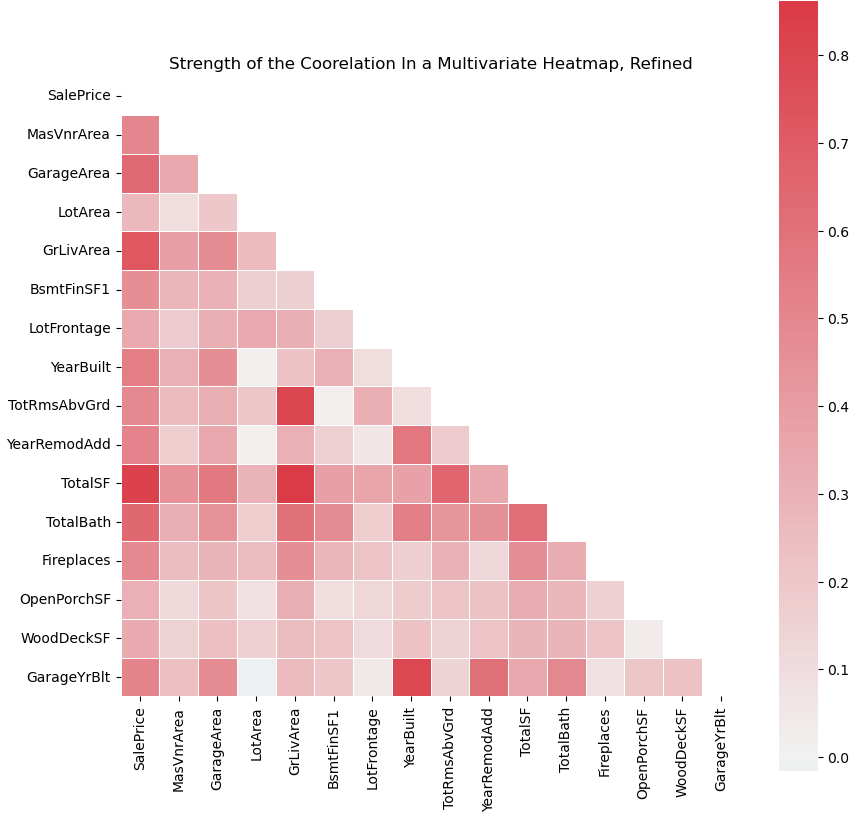 Strength of the Coorelation In a Multivariate Heatmap, Refined
SalePrice
MasVnrArea
GarageArea
LotArea
GrLivArea
BsmtFinSF1
LotFrontage
YearBuilt
TotRmsAbvGrd
YearRemodAdd
TotalSF
TotalBath
Fireplaces
OpenPorchSF
WoodDeckSF
GarageYrBlt
SalePrice
MasVnrArea
GarageArea
LotArea
GrLivArea
BsmtFinSF1
LotFrontage
YearBuilt
TotRmsAbvGrd
YearRemodAdd
TotalSF
TotalBath
Fireplaces
OpenPorchSF
WoodDeckSF
GarageYrBlt
0.8
0.7
0.6
0.5
0.4
0.3
0.2
0.1
0.0